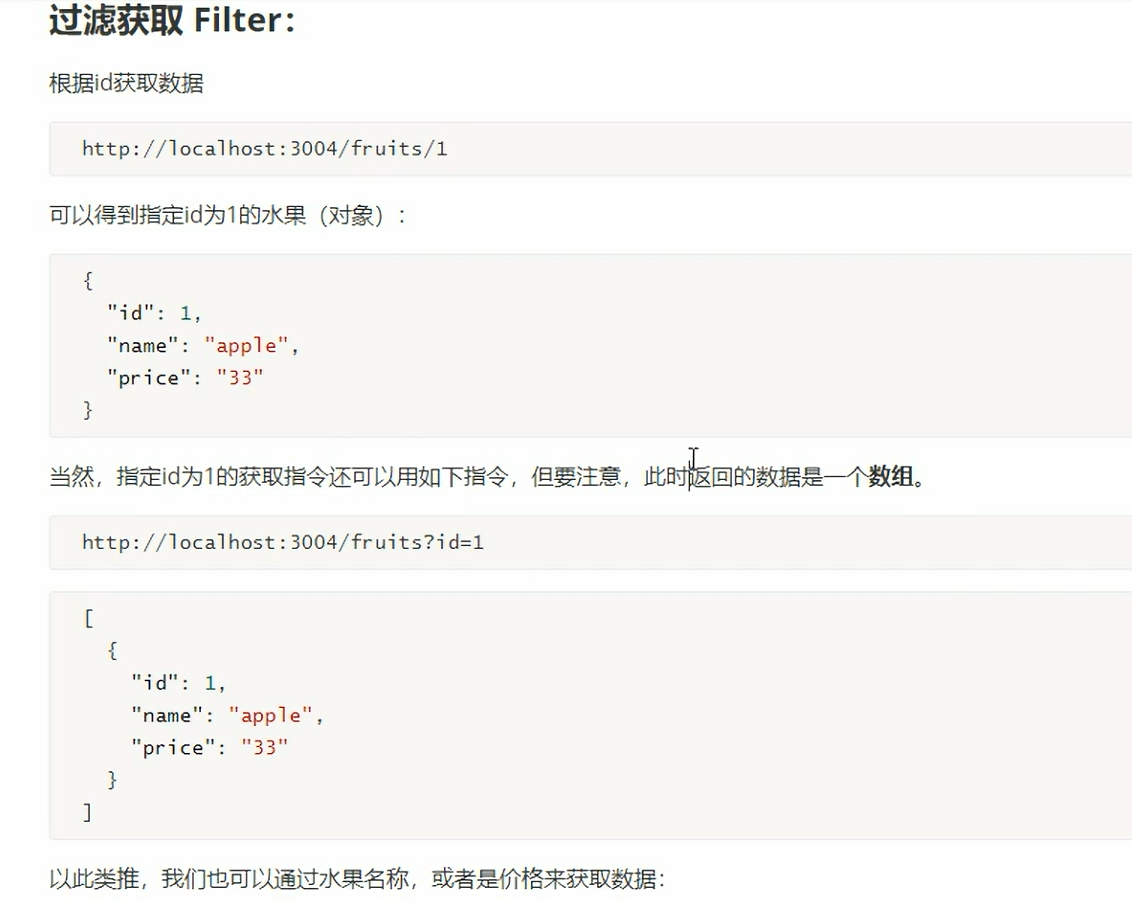 过滤获取 Filter：
根据id获取数据
http://localhost:3004/fruits/1
可以得到指定id为1的水果（对象）：
{
"id": 1,
"name": "apple",
"price": "33"
}
当然，指定id为1的获取指令还可以用如下指令，但要注意，此时返回的数据是一个数组。
http://localhost:3004/fruits?id=1
[
{
"id": 1,
"name": "apple",
"price": "33"
}
]
以此类推，我们也可以通过水果名称，或者是价格来获取数据：